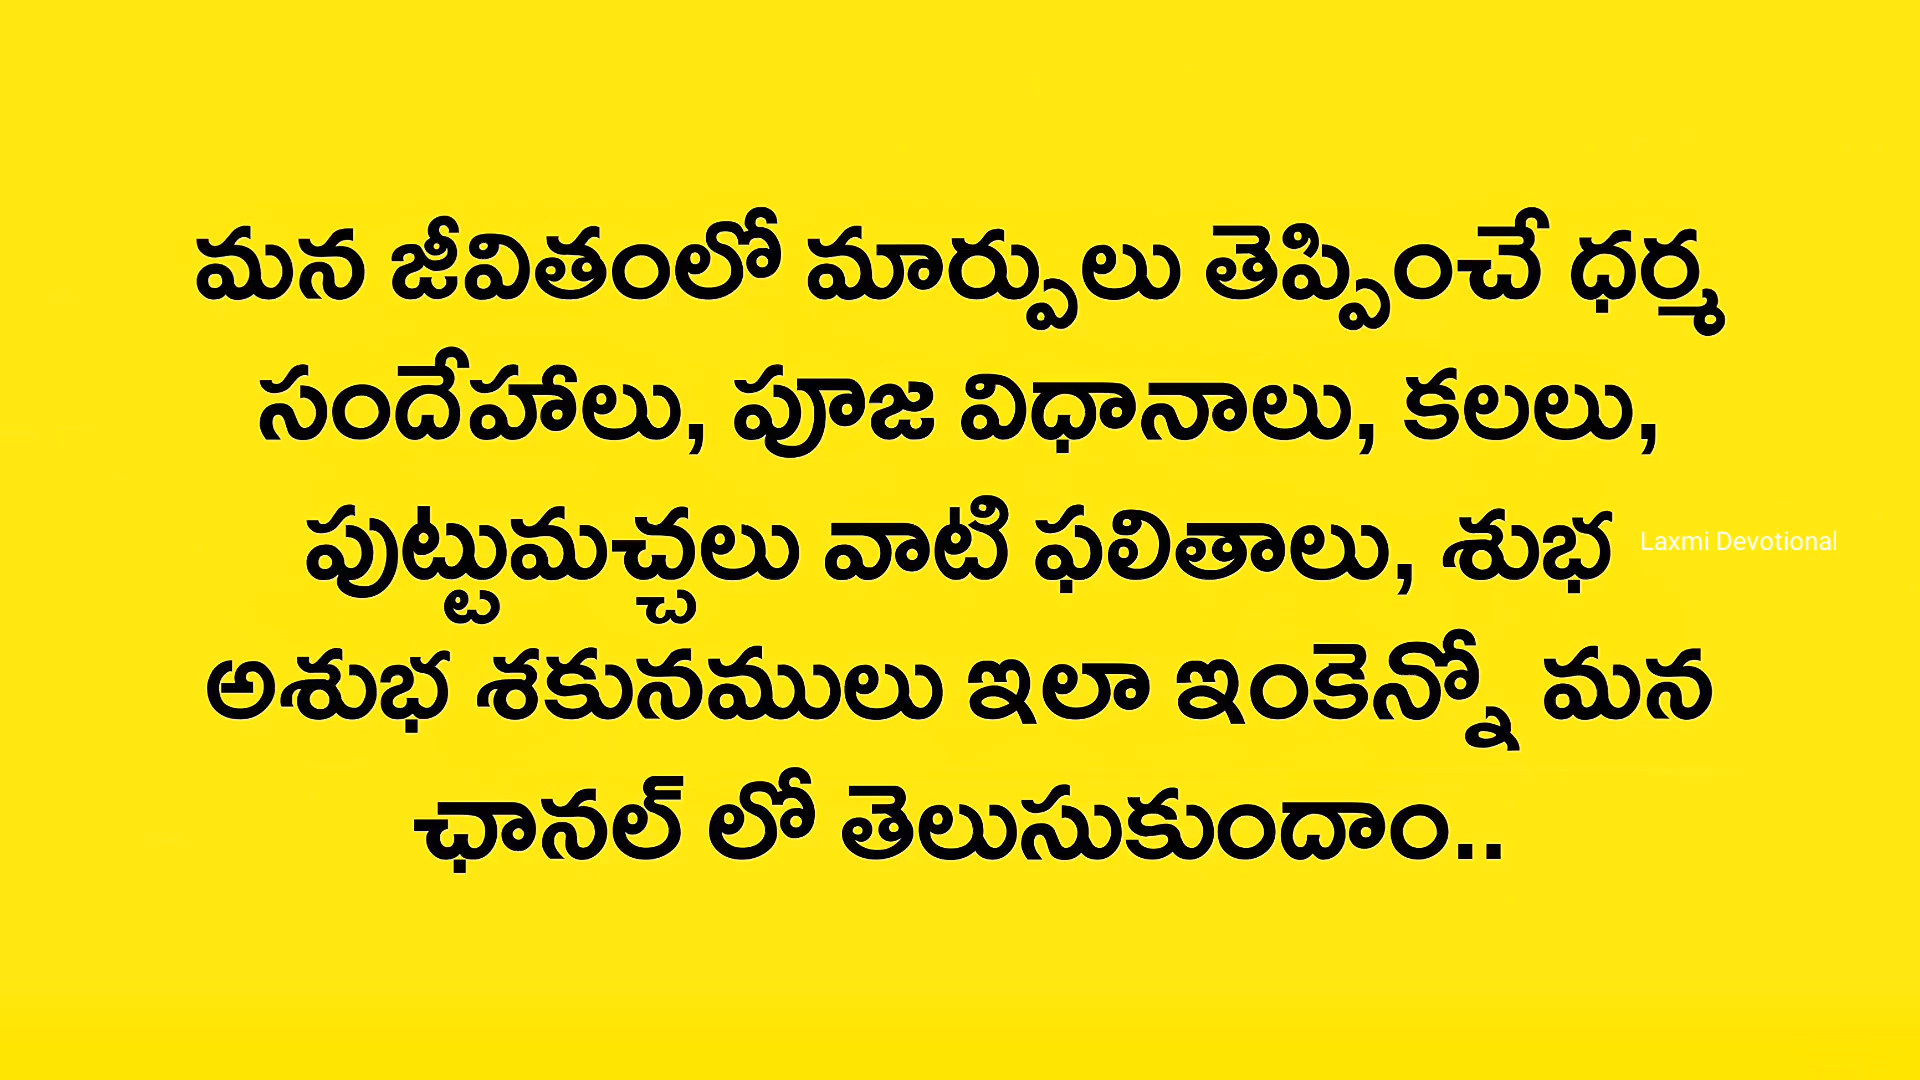 మన జీవితంలో మార్పులు తెప్పించే ధర్మ
సందేహాలు, పూజ విధానాలు, కలలు,
పుట్టుమచ్చలు వాటి ఫలితాలు, శుభ
Laxmi Devotional
అశుభ శకునములు ఇలా ఇంకెన్నో మన
ఛానల్ లో తెలుసుకుందాం..